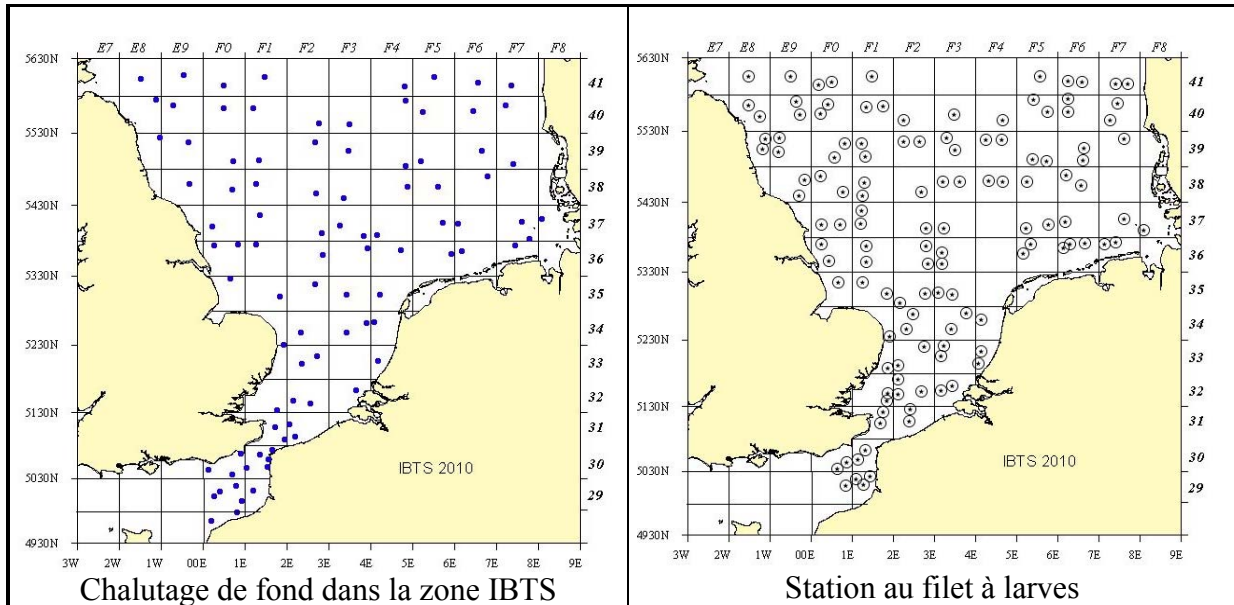 E7 E8 E9 F0 F1 F2 F3 F4 F5 F6 F7 F8
5630N
41
40
5530N
39
38
5430N
37
36
5330N
35
34
5230N
33
32
5130N
31
30
5030N
29
4930N
IBTS 2010
3W 2W 1W 00E 1E 2E 3E 4E 5E 6E 7E 8E 9E
Chalutage de fond dans la zone IBTS
E7 E8 E9 F0 F1 F2 F3 F4 F5 F6 F7 F8
5630N
41
40
5530N
39
38
5430N
37
36
5330N
35
34
5230N
33
32
5130N
31
30
5030N
29
4930N
IBTS 2010
3W 2W 1W 00E 1E 2E 3E 4E 5E 6E 7E 8E 9E
Station au filet à larves